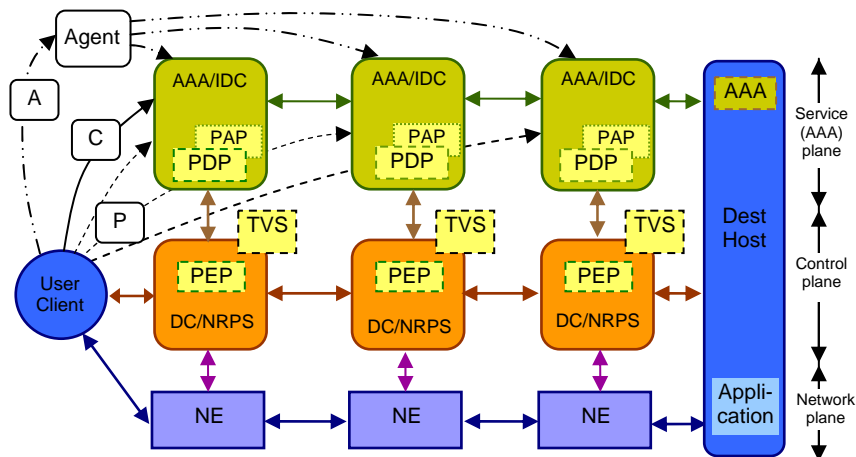 Agent
A
C
P
AAA/IDC
PAP
PDP
AAA/IDC
PAP
PDP
AAA/IDC
PAP
PDP
AAA
Dest
Host
Appli-
cation
User
Client
TVS
PEP
DC/NRPS
TVS
PEP
DC/NRPS
TVS
PEP
DC/NRPS
NE
NE
NE
Service
(AAA)
plane
Control
plane
Network
plane